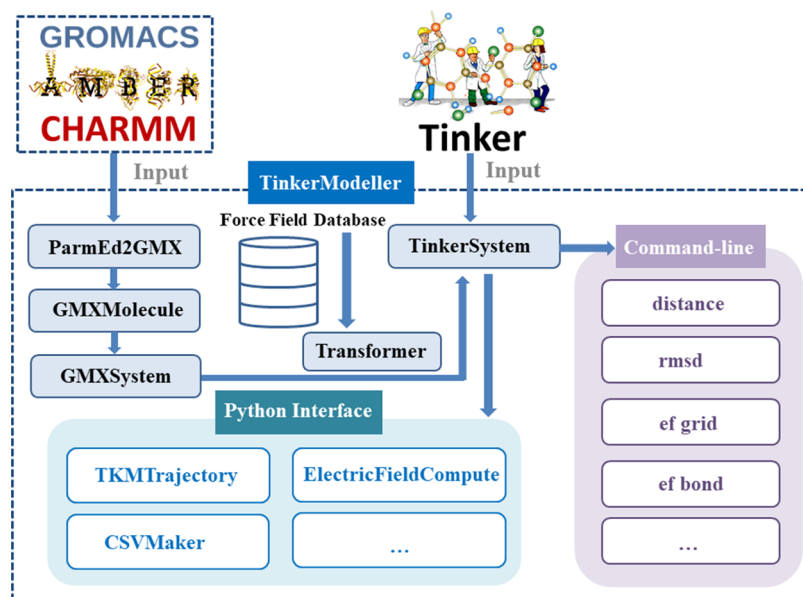 GROMACS
AMBER
CHARMM
Tinker
Input
Input
TinkerModeller
Force Field Database
ParmEd2GMX
TinkerSystem
Command-line
GMXMolecule
distance
Transformer
rmsd
GMXSystem
Python Interface
ef grid
TKMTrajectory
ElectricFieldCompute
ef bond
CSVMaker
...
...